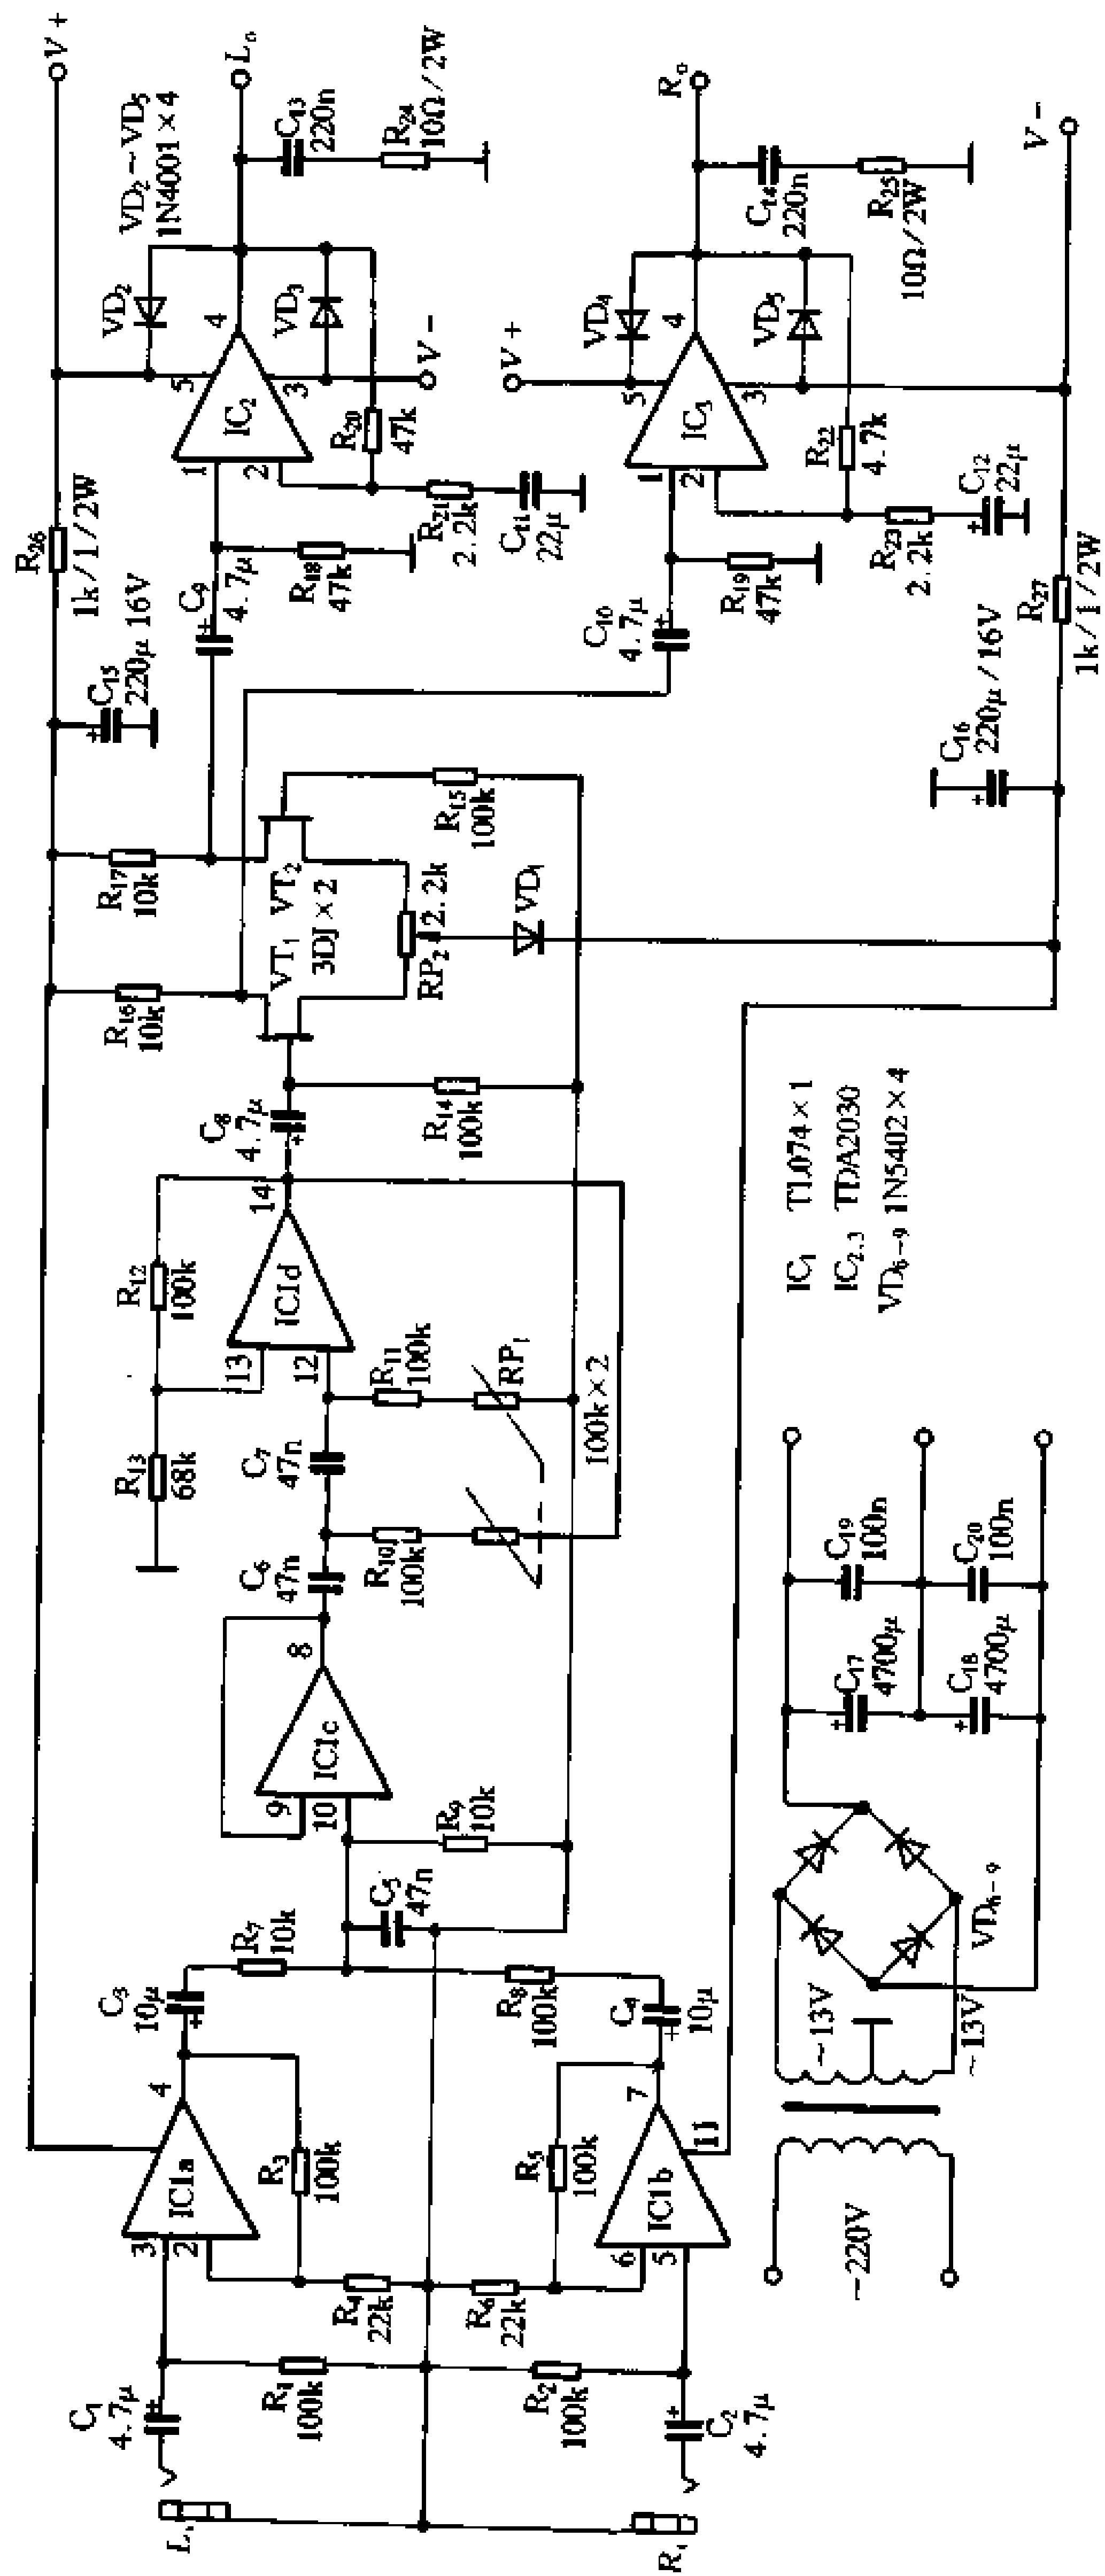 L
C₁
4.7μ
R₁
100k
R₂
100k
C₂
4.7μ
R
3
2
IC1a
4
R₃
100k
R₄
22k
R₆
22k
R₅
100k
6
5
IC1b
7
11
C₃
10μ
R₇
10k
R₈
100k
C₄
10μ
C₅
47n
R₉
10k
9
10
IC1c
8
C₆
47n
R₁₀
100k
C₇
47n
R₁₃
68k
R₁₂
100k
13
12
IC1d
14
R₁₁
100k
RP₁
100k×2
C₈
4.7μ
R₁₄
100k
R₁₆
10k
R₁₇
10k
VT₁
VT₂
3DJ×2
RP₂
2.2k
VD₁
R₁₅
100k
C₁₅
220μ 16V
R₂₆
1k/1/2W
V+
C₉
4.7μ
R₁₈
47k
1
2
IC₂
5
4
3
VD₂
VD₃
VD₂~VD₅
1N4001×4
L₀
C₁₃
220n
R₂₄
10Ω/2W
R₂₀
47k
V-
R₂₁
2.2k
C₁₁
22μ
C₁₀
4.7μ
R₁₉
47k
V+
1
2
IC₃
5
4
3
VD₄
VD₅
R₀
C₁₄
220n
R₂₅
10Ω/2W
R₂₂
4.7k
R₂₃
2.2k
C₁₂
22μ
C₁₆
220μ/16V
R₂₇
1k/1/2W
V-
~220V
~13V
~13V
VD₆₋₉
C₁₇
4700μ
C₁₈
4700μ
C₁₉
100n
C₂₀
100n
IC₁ TL074×1
IC₂.₃ TDA2030
VD₆₋₉ 1N5402×4